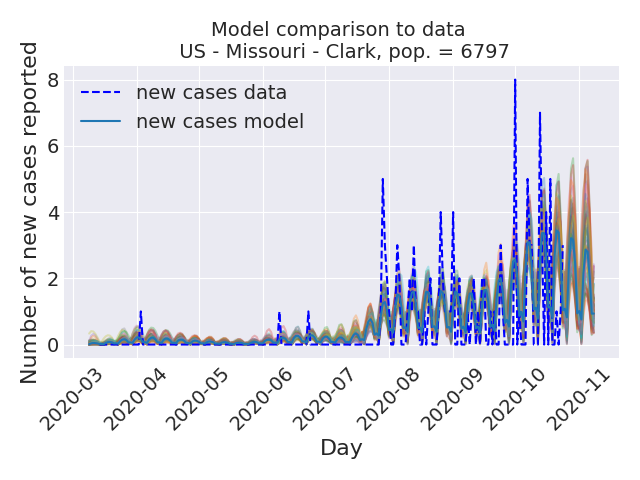 Model comparison to data
US - Missouri - Clark, pop. = 6797
Number of new cases reported
8
6
4
2
0
new cases data
new cases model
2020-03
2020-04
2020-05
2020-06
2020-07
2020-08
2020-09
2020-10
2020-11
Day